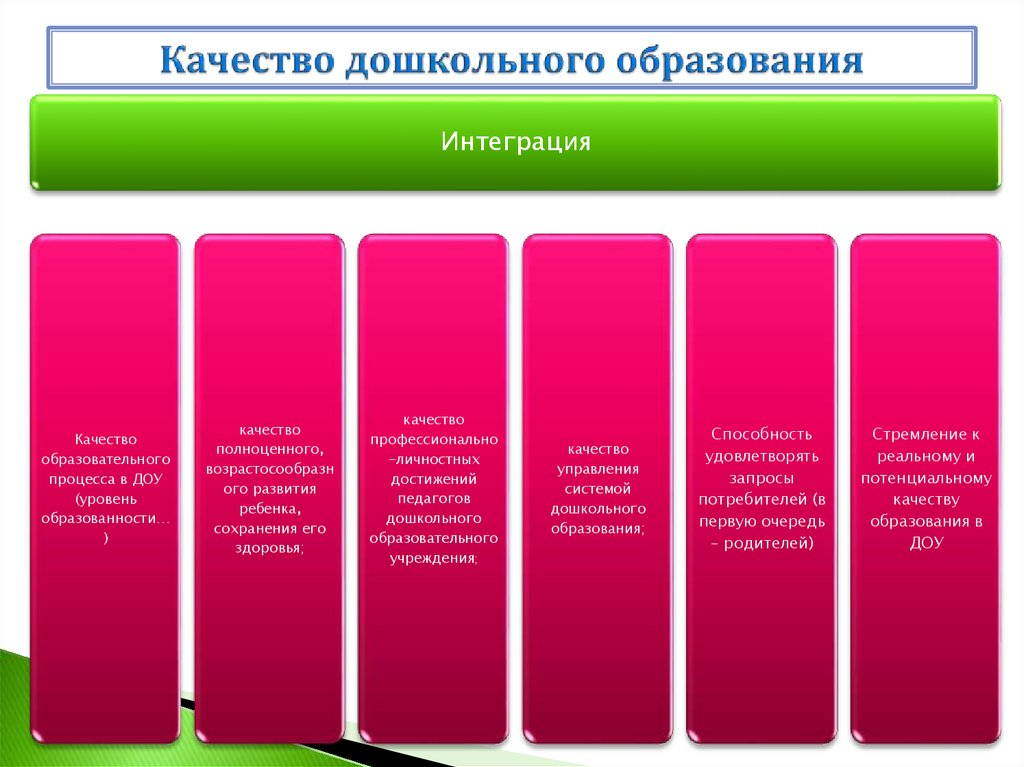 Качество дошкольного образования
Интеграция
Качество
образовательного
процесса в ДОУ
(уровень
образованности…
)
качество
полноценного,
возрастосообразн
ого развития
ребенка,
сохранения его
здоровья;
качество
профессионально
-личностных
достижений
педагогов
дошкольного
образовательного
учреждения;
качество
управления
системой
дошкольного
образования;
Способность
удовлетворять
запросы
потребителей (в
первую очередь
– родителей)
Стремление к
реальному и
потенциальному
качеству
образования в
ДОУ